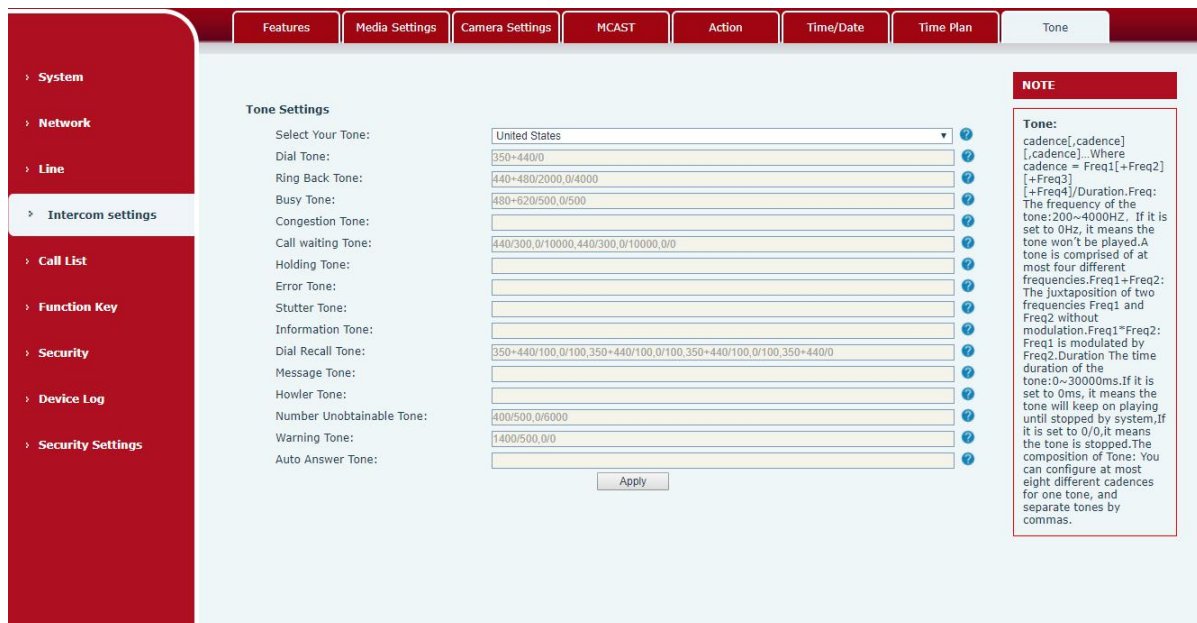 Features
Media Settings
Camera Settings
MCAST
Action
Time/Date
Time Plan
Tone
› System
› Network
› Line
› Intercom settings
› Call List
› Function Key
› Security
› Device Log
› Security Settings
Tone Settings
Select Your Tone: United States
Dial Tone: 350+440/0
Ring Back Tone: 440+480/2000,0/4000
Busy Tone: 480+620/500,0/500
Congestion Tone:
Call waiting Tone: 440/300,0/10000,440/300,0/10000,0/0
Holding Tone:
Error Tone:
Stutter Tone:
Information Tone:
Dial Recall Tone: 350+440/100,0/100,350+440/100,0/100,350+440/100,0/100,350+440/0
Message Tone:
Howler Tone:
Number Unobtainable Tone: 400/500,0/6000
Warning Tone: 1400/500,0/0
Auto Answer Tone:
Apply
NOTE
Tone:
cadence[,cadence]
[,cadence]...Where
cadence = Freq1[+Freq2]
[+Freq3]
[+Freq4]/Duration.Freq:
The frequency of the
tone:200~4000HZ, If it is
set to 0Hz, it means the
tone won't be played.A
tone is comprised of at
most four different
frequencies.Freq1+Freq2:
The juxtaposition of two
frequencies Freq1 and
Freq2 without
modulation.Freq1*Freq2:
Freq1 is modulated by
Freq2.Duration The time
duration of the
tone:0~30000ms.If it is
set to 0ms, it means the
tone will keep on playing
until stopped by system,If
it is set to 0/0,it means
the tone is stopped.The
composition of Tone: You
can configure at most
eight different cadences
for one tone, and
separate tones by
commas.